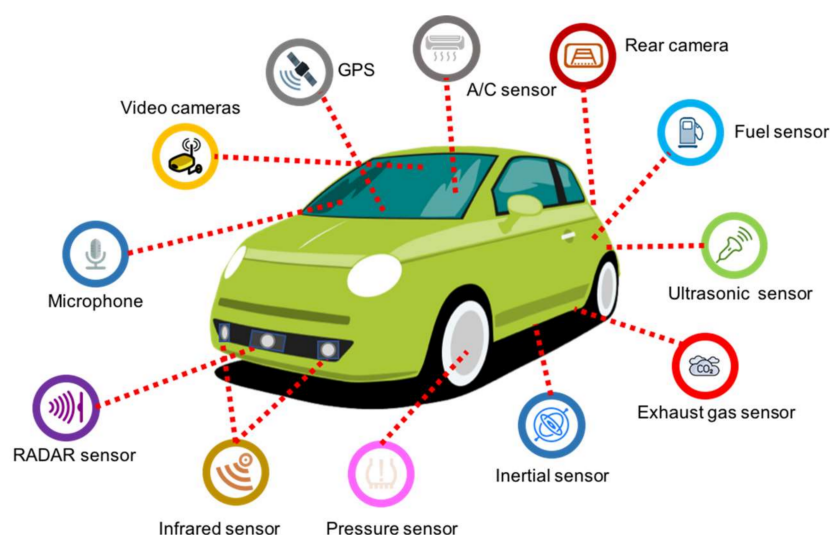 Rear camera
GPS
A/C sensor
Video cameras
Fuel sensor
Microphone
Ultrasonic sensor
CO₂
Exhaust gas sensor
RADAR sensor
Inertial sensor
Infrared sensor
Pressure sensor